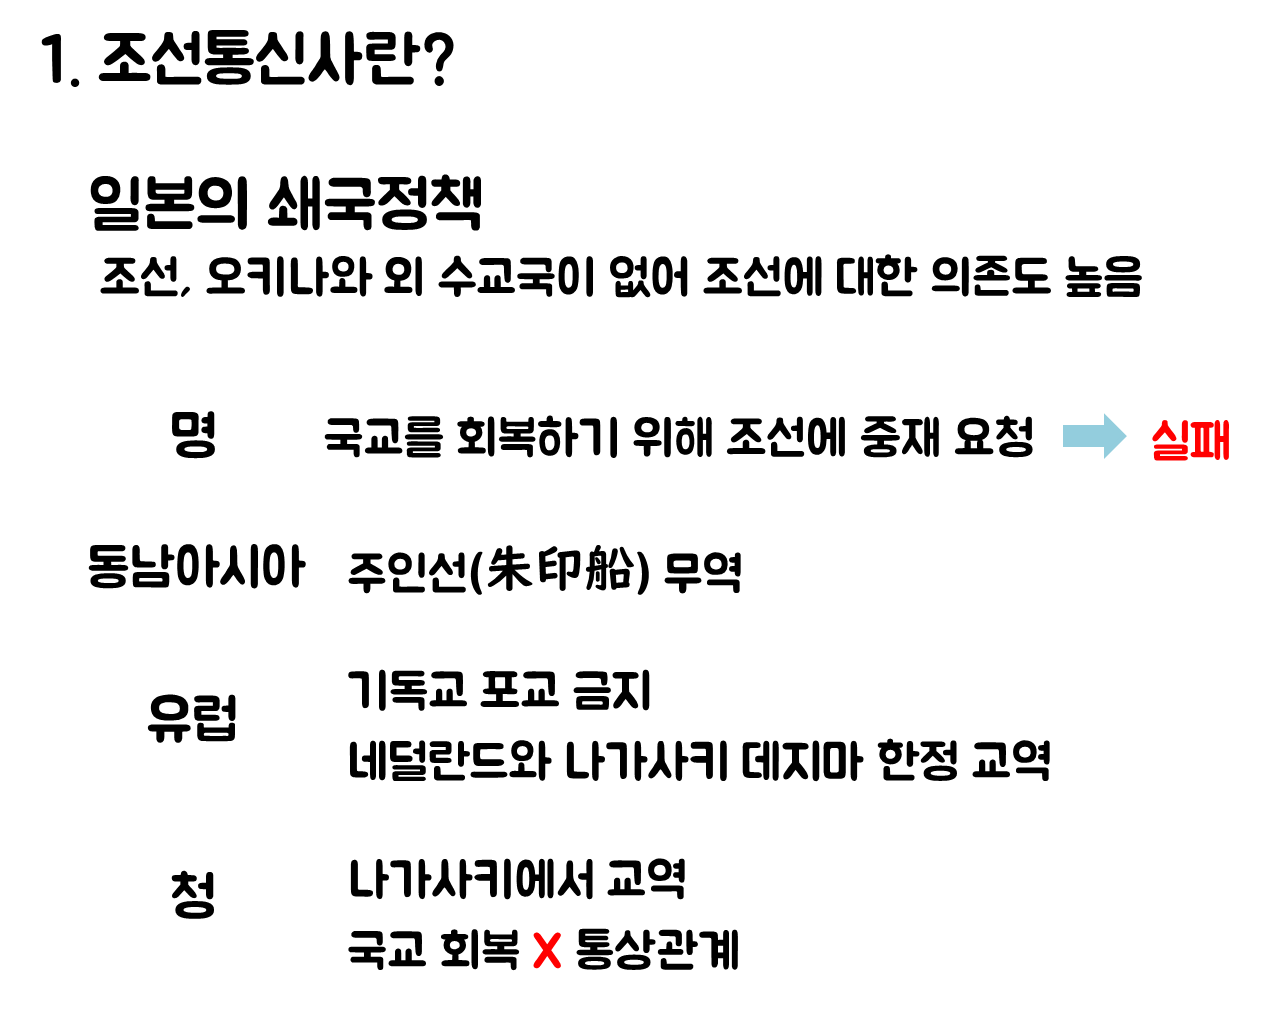 1. 조선통신사란?
일본의 쇄국정책
조선, 오키나와 외 수교국이 없어 조선에 대한 의존도 높음
명 국교를 회복하기 위해 조선에 중재 요청 실패
동남아시아 주인선(朱印船) 무역
유럽
기독교 포교 금지
네덜란드와 나가사키 데지마 한정 교역
청
나가사키에서 교역
국교 회복 X 통상관계